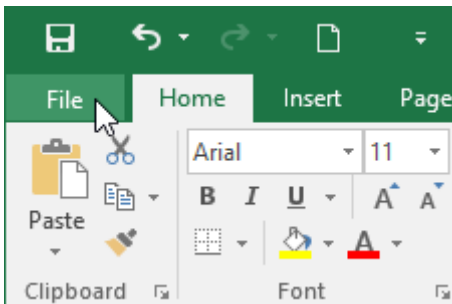 File Home Insert Page
Arial 11
B I U A A
Paste A
Clipboard Font